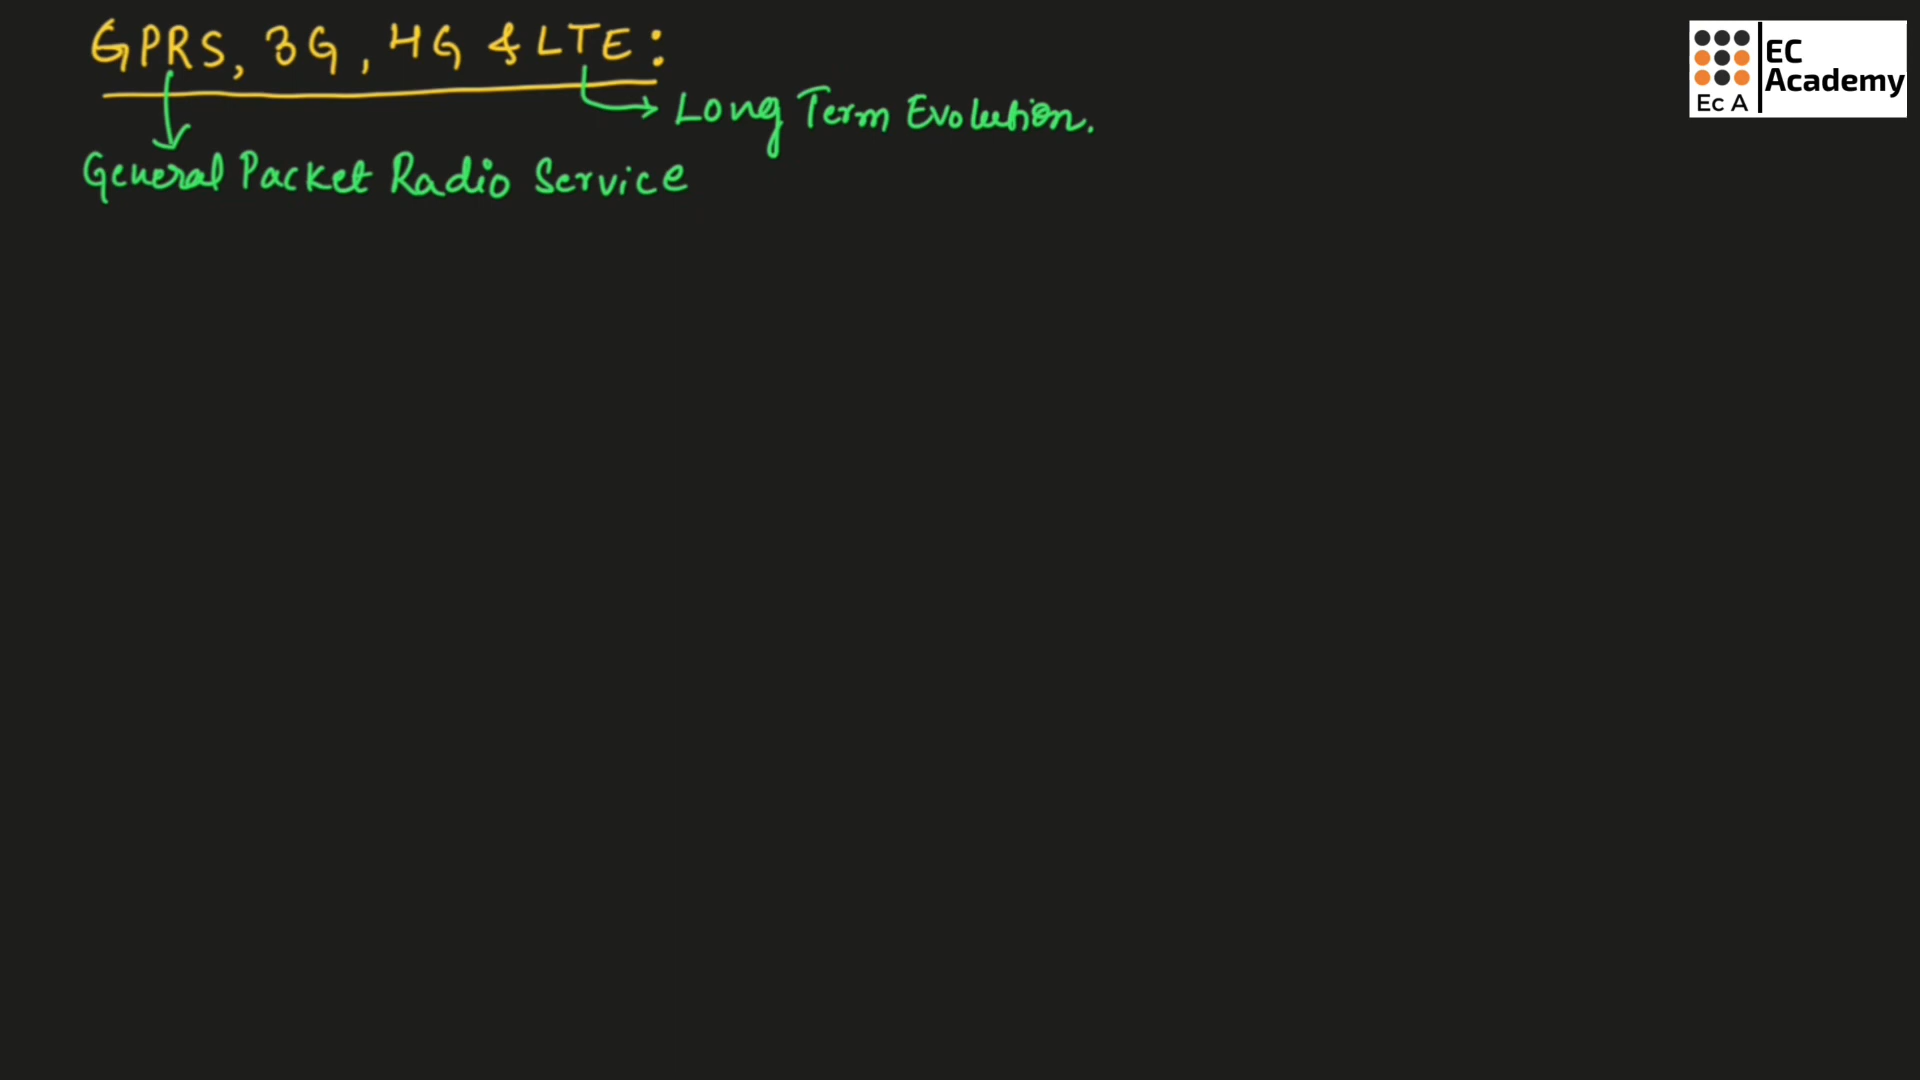 GPRS, 3G, 4G & LTE:
Long Term Evolution.
General Packet Radio Service
EC
Academy
Ec A